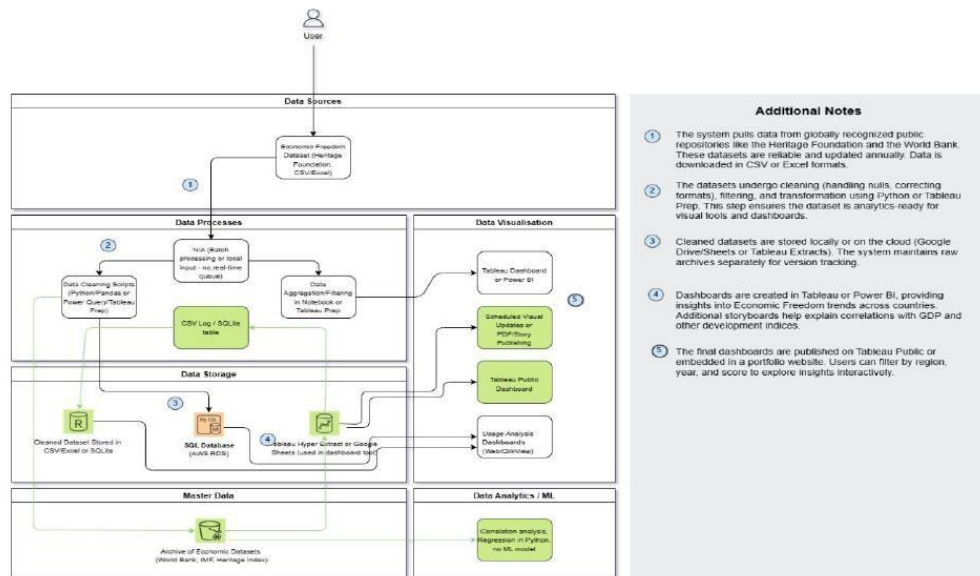 User
Data Sources
Economic Freedom
Dataset (Heritage
Foundation,
CSV/Excel)
1
Data Processes
2
N/A (Batch
processing or local
input - no real-time
queue)
Data Cleaning Scripts
(Python/Pandas or
Power Query/Tableau
Prep)
Data
Aggregation/Filtering
in Notebook or
Tableau Prep
CSV Log / SQLite
table
Data Visualisation
Tableau Dashboard
or Power BI
5
Scheduled Visual
Updates or
PDF/Story
Publishing
Tableau Public
Dashboard
Usage Analysis
Dashboards
(Web/QlikView)
Data Storage
R
Cleaned Dataset Stored in
CSV/Excel or SQLite
3
SQL Database
(AWS RDS)
4
Tableau Hyper Extract or Google
Sheets (used in dashboard tool)
Master Data
Archive of Economic Datasets
(World Bank, IMF, Heritage Index)
Data Analytics / ML
Correlation analysis,
Regression in Python,
no ML model
Additional Notes
1 The system pulls data from globally recognized public
repositories like the Heritage Foundation and the World Bank.
These datasets are reliable and updated annually. Data is
downloaded in CSV or Excel formats.
2 The datasets undergo cleaning (handling nulls, correcting
formats), filtering, and transformation using Python or Tableau
Prep. This step ensures the dataset is analytics-ready for
visual tools and dashboards.
3 Cleaned datasets are stored locally or on the cloud (Google
Drive/Sheets or Tableau Extracts). The system maintains raw
archives separately for version tracking.
4 Dashboards are created in Tableau or Power BI, providing
insights into Economic Freedom trends across countries.
Additional storyboards help explain correlations with GDP and
other development indices.
5 The final dashboards are published on Tableau Public or
embedded in a portfolio website. Users can filter by region,
year, and score to explore insights interactively.